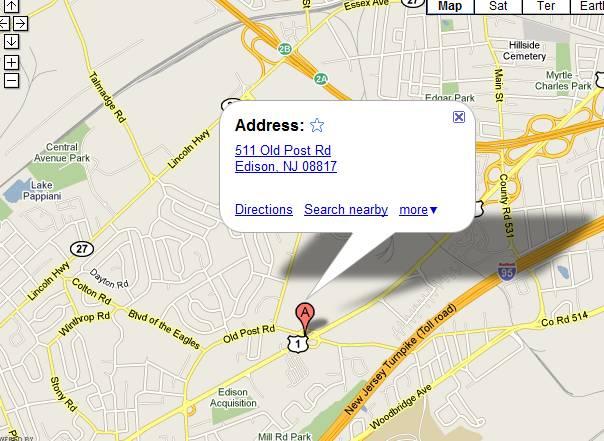 Essex Ave
27
Map
Sat
Ter
Earth
Hillside
Cemetery
2B
2A
Main St
Myrtle -
Charles Park
Talmadge Rd
Edgar Park
Address:
511 Old Post Rd
Edison, NJ 08817
Directions
Search nearby
more▼
Lincoln Hwy
Central
Avenue Park
Lake
Pappiani
County Rd 531
27
Lincoln Hwy
Dayton Rd
95
Colton Rd
Blvd of the Eagles
Winthrop Rd
Old Post Rd
A
1
Co Rd 514
New Jersey Turnpike (Toll road)
Stony Rd
Edison
Acquisition
Woodbridge Ave
Mill Rd Park